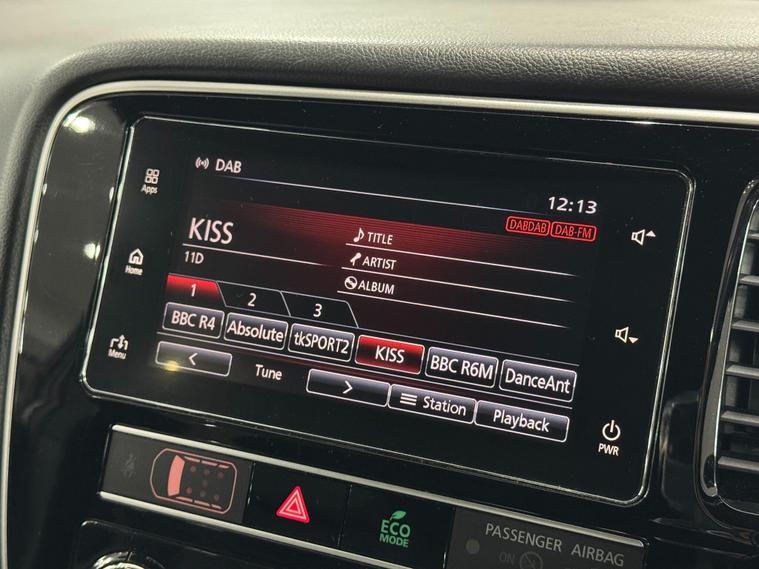 DAB
12:13
Apps
DABDAB DAB-FM
KISS
TITLE
11D
ARTIST
ALBUM
Home
1 2 3
BBC R4 Absolute tkSPORT2 KISS BBC R6M DanceAnt
Menu
< Tune > Station Playback
PWR
ECO
MODE
PASSENGER AIRBAG
ON